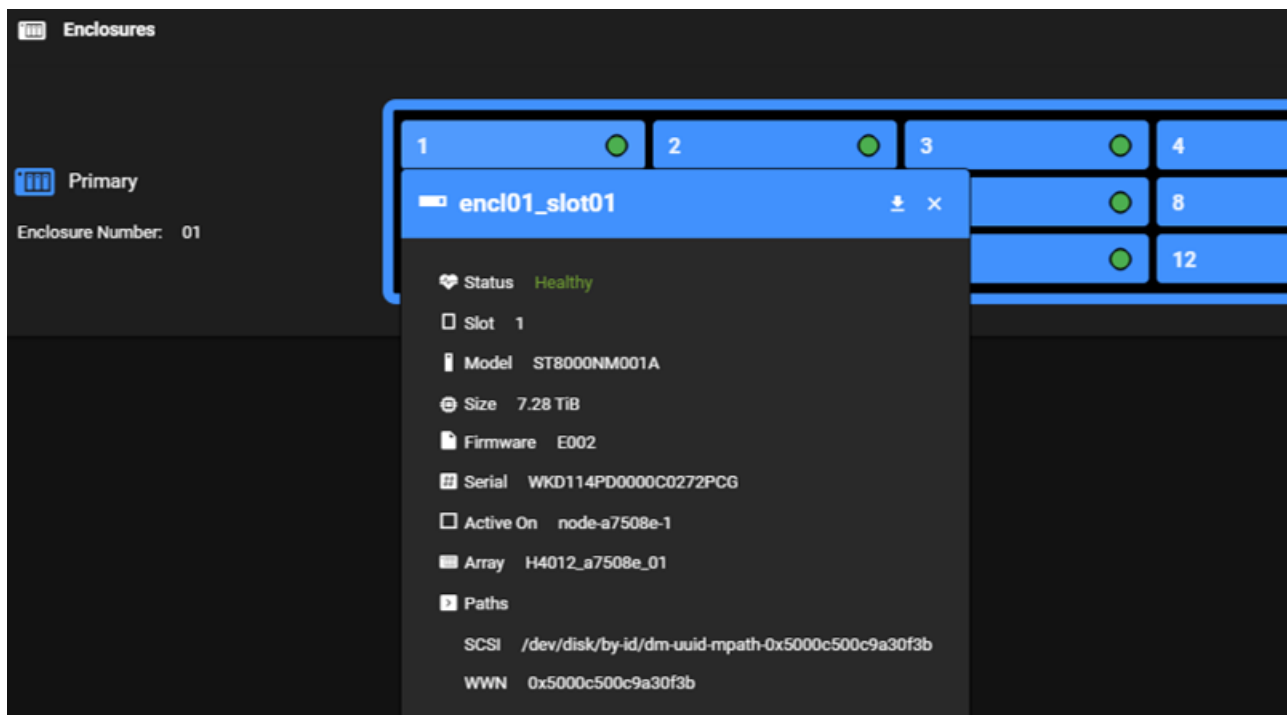 Enclosures
1 2 3 4
Primary
encl01_slot01
8
Enclosure Number: 01
12
Status Healthy
Slot 1
Model ST8000NM001A
Size 7.28 TiB
Firmware E002
Serial WKD114PD0000C0272PCG
Active On node-a7508e-1
Array H4012_a7508e_01
Paths
SCSI /dev/disk/by-id/dm-uuid-mpath-0x5000c500c9a30f3b
WWN 0x5000c500c9a30f3b